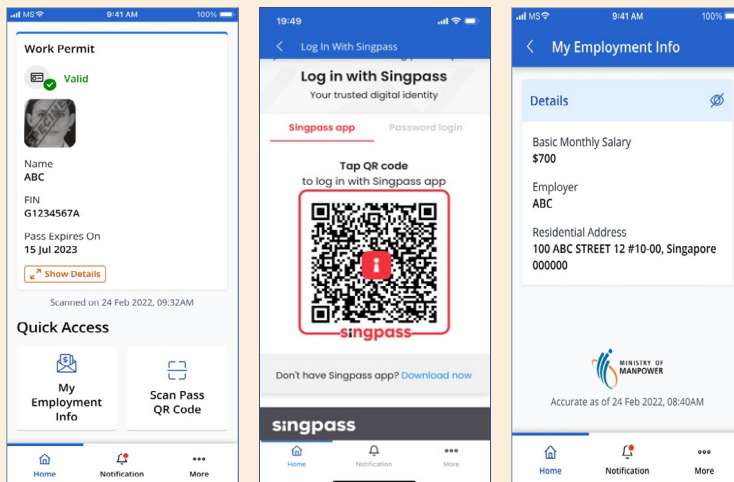 MS
9:41 AM
100%
Work Permit
Valid
SPECIMEN
Name
ABC
FIN
G1234567A
Pass Expires On
15 Jul 2023
Show Details
Scanned on 24 Feb 2022, 09:32AM
Quick Access
My
Employment
Info
Scan Pass
QR Code
Home
Notification
More
19:49
Log In With Singpass
Log in with Singpass
Your trusted digital identity
Singpass app
Password login
Tap QR code
to log in with Singpass app
singpass
Don't have Singpass app? Download now
singpass
Home
Notification
More
MS
9:41 AM
100%
My Employment Info
Details
Basic Monthly Salary
$700
Employer
ABC
Residential Address
100 ABC STREET 12 #10-00, Singapore
000000
MINISTRY OF
MANPOWER
Accurate as of 24 Feb 2022, 08:40AM
Home
Notification
More